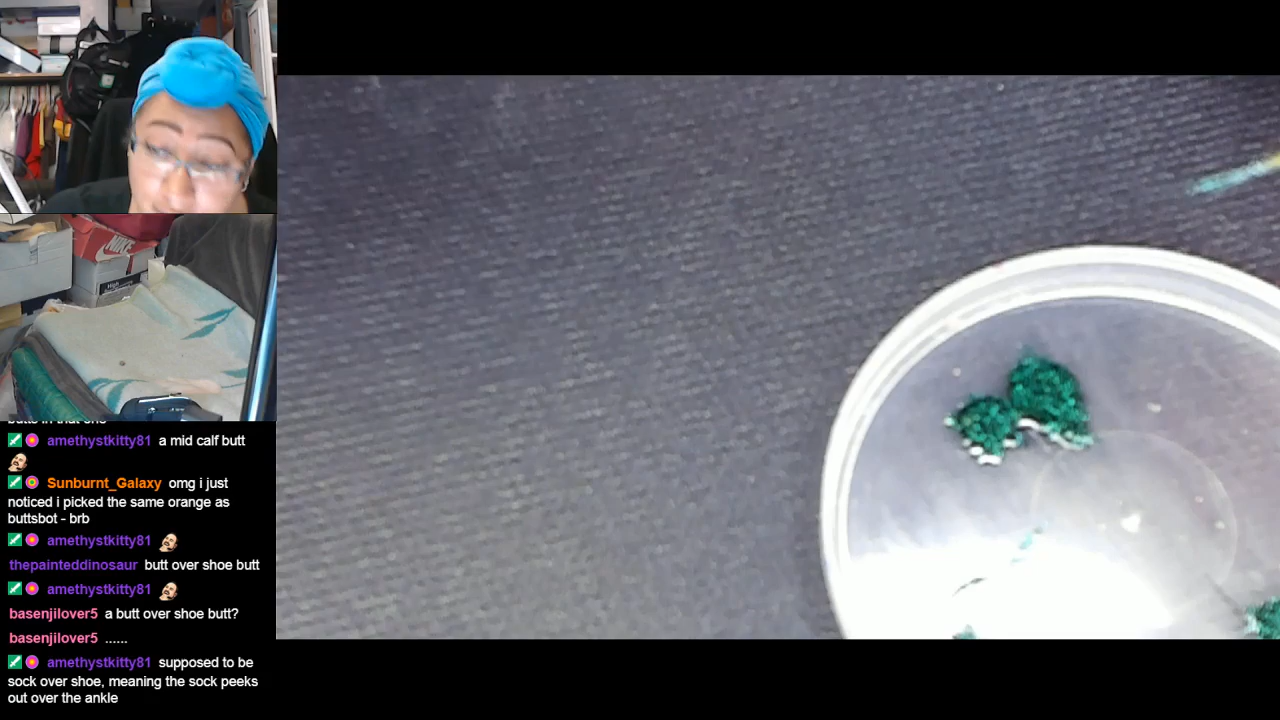 NIKE
High
amethystkitty81 a mid calf butt
Sunburnt_Galaxy omg i just
noticed i picked the same orange as
buttsbot - brb
amethystkitty81
thepainteddinosaur butt over shoe butt
amethystkitty81
basenjilover5 a butt over shoe butt?
basenjilover5 ......
amethystkitty81 supposed to be
sock over shoe, meaning the sock peeks
out over the ankle